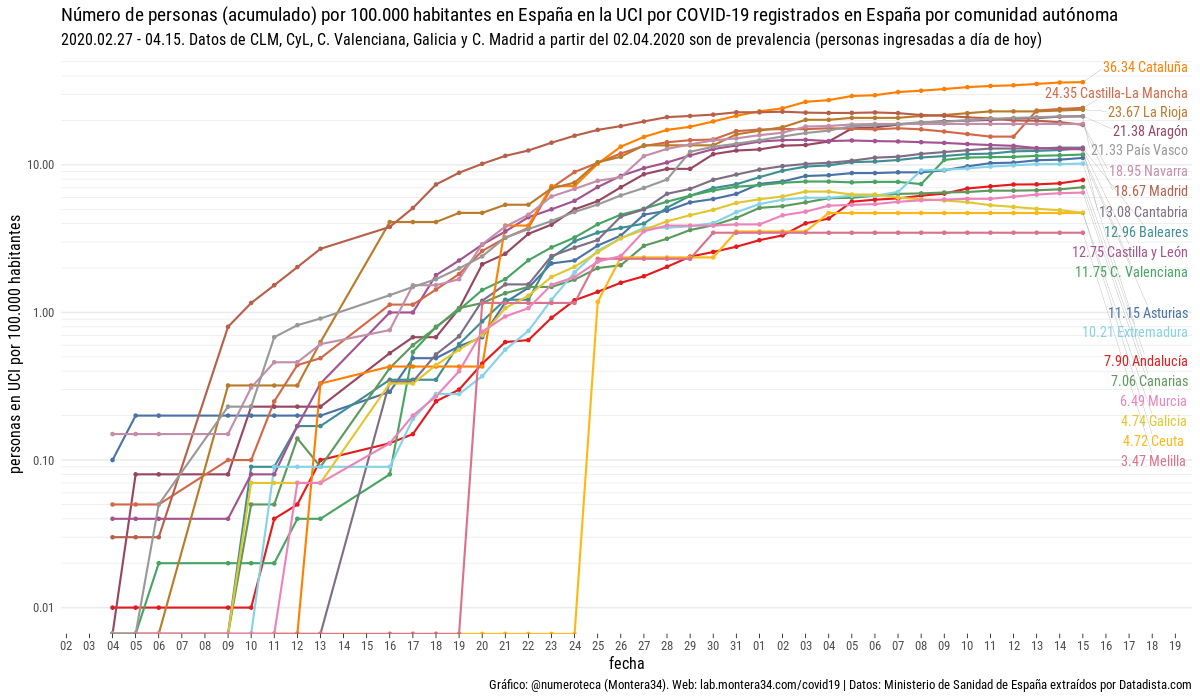 Número de personas (acumulado) por 100.000 habitantes en España en la UCI por COVID-19 registrados en España por comunidad autónoma
2020.02.27 - 04.15. Datos de CLM, CyL, C. Valenciana, Galicia y C. Madrid a partir del 02.04.2020 son de prevalencia (personas ingresadas a día de hoy)
personas en UCI por 100.000 habitantes
10.00
1.00
0.10
0.01
36.34 Cataluña
24.35 Castilla-La Mancha
23.67 La Rioja
21.38 Aragón
21.33 País Vasco
18.95 Navarra
18.67 Madrid
13.08 Cantabria
12.96 Baleares
12.75 Castilla y León
11.75 C. Valenciana
11.15 Asturias
10.21 Extremadura
7.90 Andalucía
7.06 Canarias
6.49 Murcia
4.74 Galicia
4.72 Ceuta
3.47 Melilla
02 03 04 05 06 07 08 09 10 11 12 13 14 15 16 17 18 19 20 21 22 23 24 25 26 27 28 29 30 31 01 02 03 04 05 06 07 08 09 10 11 12 13 14 15 16 17 18 19
fecha
Gráfico: @numeroteca (Montera34). Web: lab.montera34.com/covid19 | Datos: Ministerio de Sanidad de España extraídos por Datadista.com